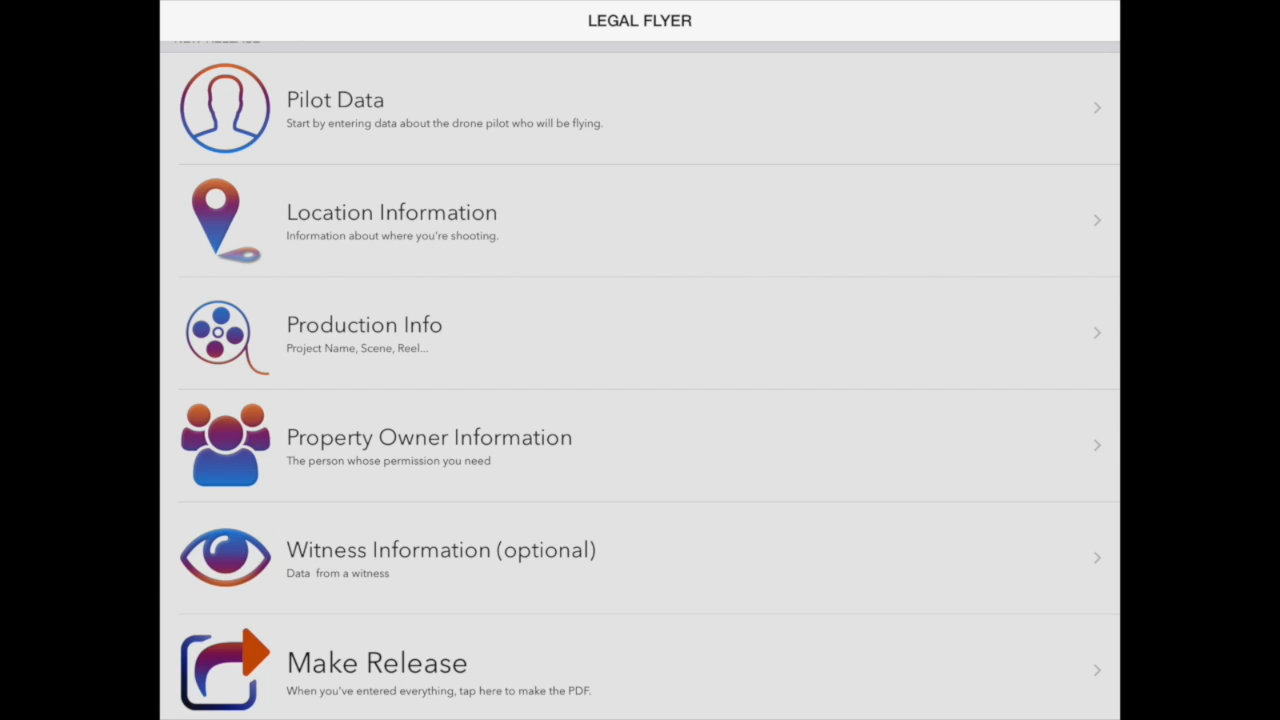 LEGAL FLYER
Pilot Data
Start by entering data about the drone pilot who will be flying.
Location Information
Information about where you're shooting.
Production Info
Project Name, Scene, Reel...
Property Owner Information
The person whose permission you need
Witness Information (optional)
Data from a witness
Make Release
When you've entered everything, tap here to make the PDF.